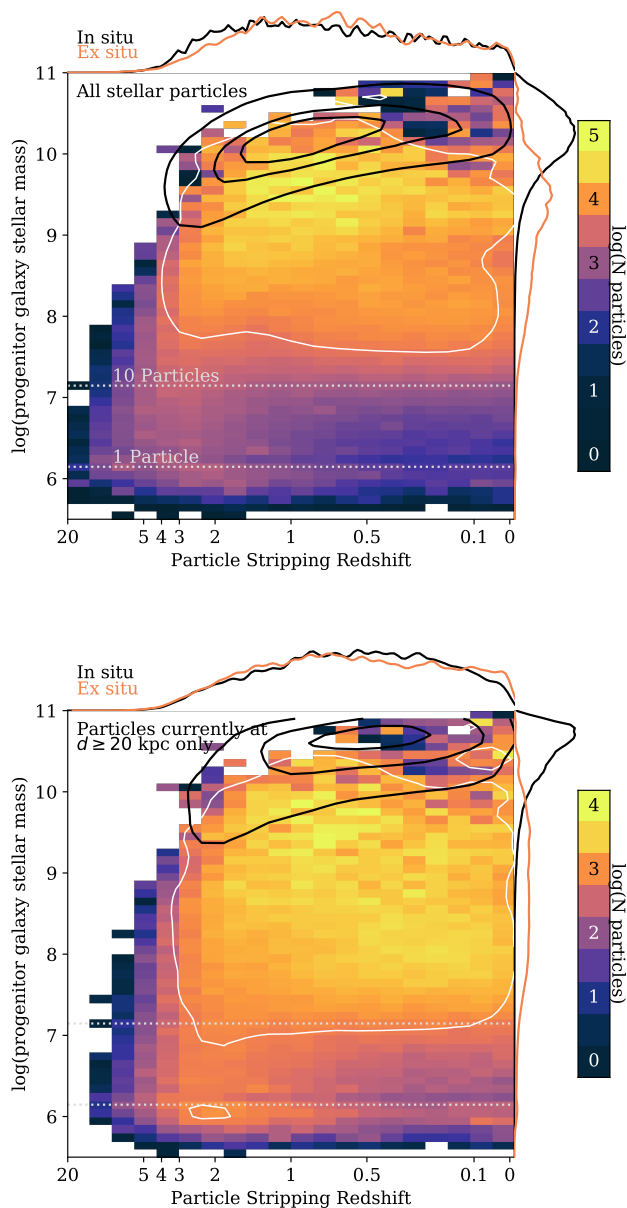 In situ
Ex situ
All stellar particles
11
10
9
8
7
6
log(progenitor galaxy stellar mass)
10 Particles
1 Particle
20
5
4
3
2
1
0.5
0.1
0
Particle Stripping Redshift
5
4
3
2
1
0
log(N particles)
In situ
Ex situ
Particles currently at
d ≥ 20 kpc only
11
10
9
8
7
6
log(progenitor galaxy stellar mass)
20
5
4
3
2
1
0.5
0.1
0
Particle Stripping Redshift
4
3
2
1
0
log(N particles)